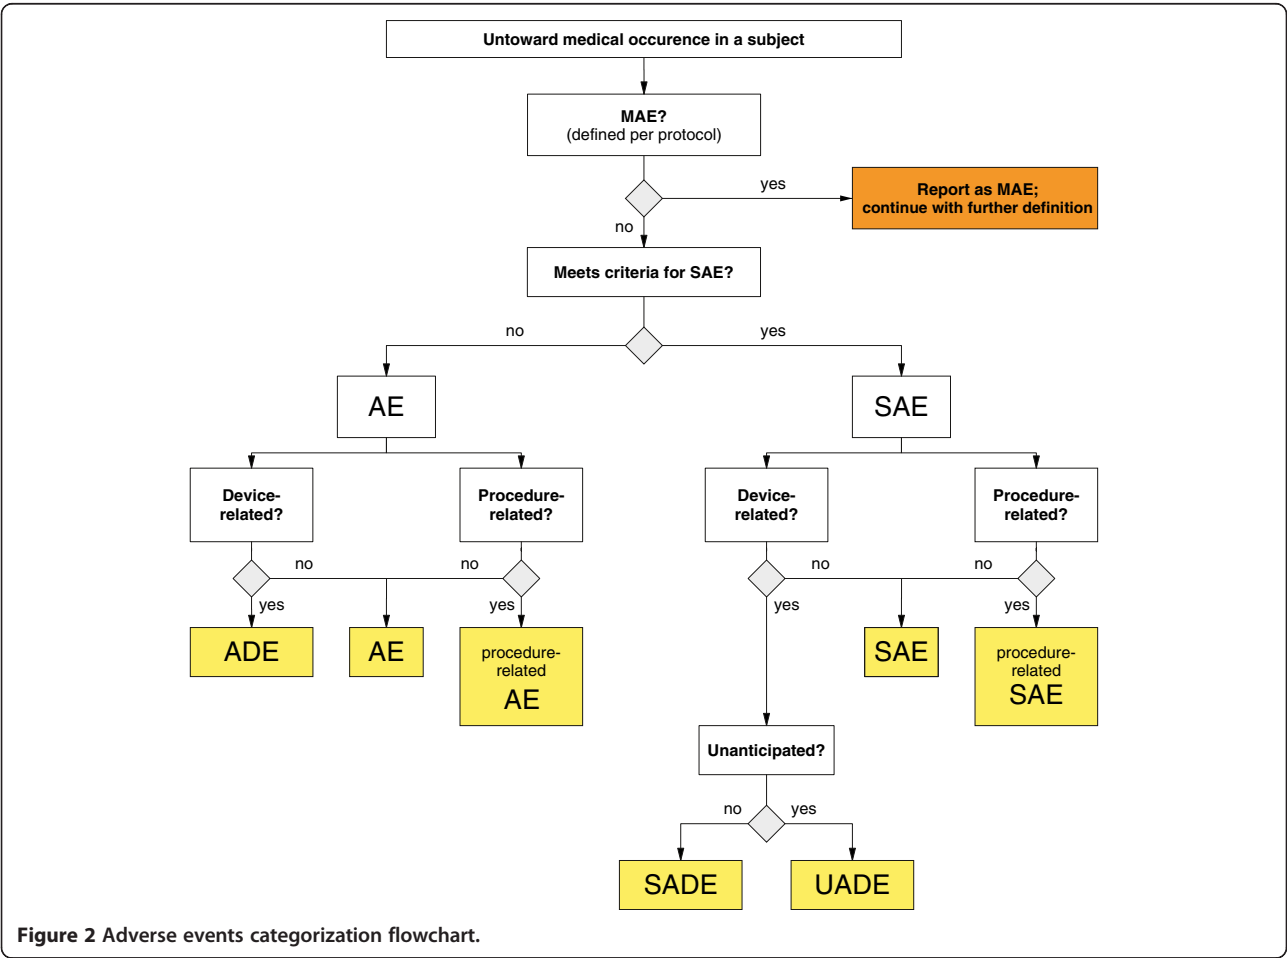 Untoward medical occurence in a subject
MAE?
(defined per protocol)
yes
Report as MAE;
continue with further definition
no
Meets criteria for SAE?
no
yes
AE
SAE
Device-
related?
Procedure-
related?
Device-
related?
Procedure-
related?
no
no
no
no
yes
yes
yes
yes
ADE
AE
procedure-
related
AE
SAE
procedure-
related
SAE
Unanticipated?
no
yes
SADE
UADE
Figure 2 Adverse events categorization flowchart.